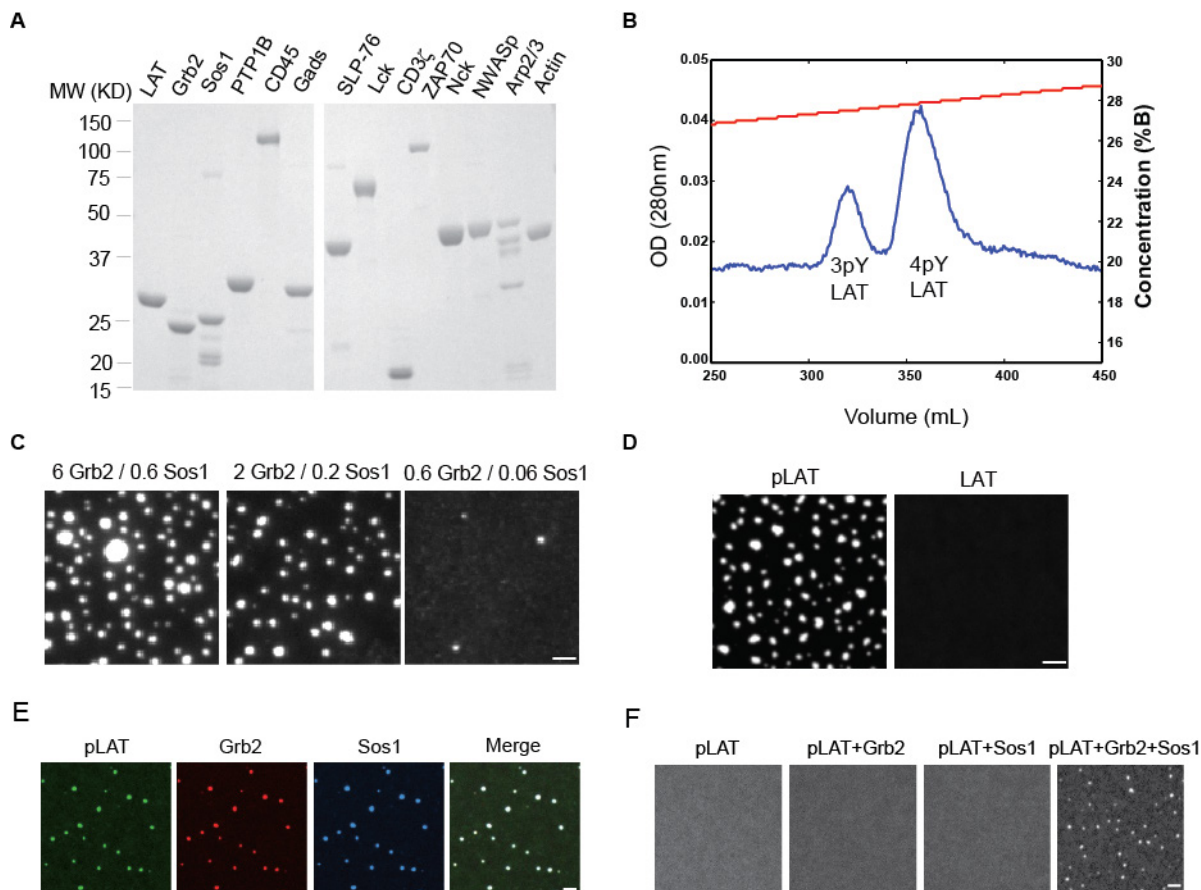 A
MW (KD)
LAT
Grb2
Sos1
PTP1B
CD45
Gads
SLP-76
Lck
CD3ζ
ZAP70
Nck
NWASp
Arp2/3
Actin
150
100
75
50
37
25
20
15
B
OD (280nm)
0.05
0.04
0.03
0.02
0.01
0.00
3pY
LAT
4pY
LAT
30
28
26
24
22
20
18
16
Concentration (%B)
250
300
350
400
450
Volume (mL)
C
6 Grb2 / 0.6 Sos1
2 Grb2 / 0.2 Sos1
0.6 Grb2 / 0.06 Sos1
D
pLAT
LAT
E
pLAT
Grb2
Sos1
Merge
F
pLAT
pLAT+Grb2
pLAT+Sos1
pLAT+Grb2+Sos1